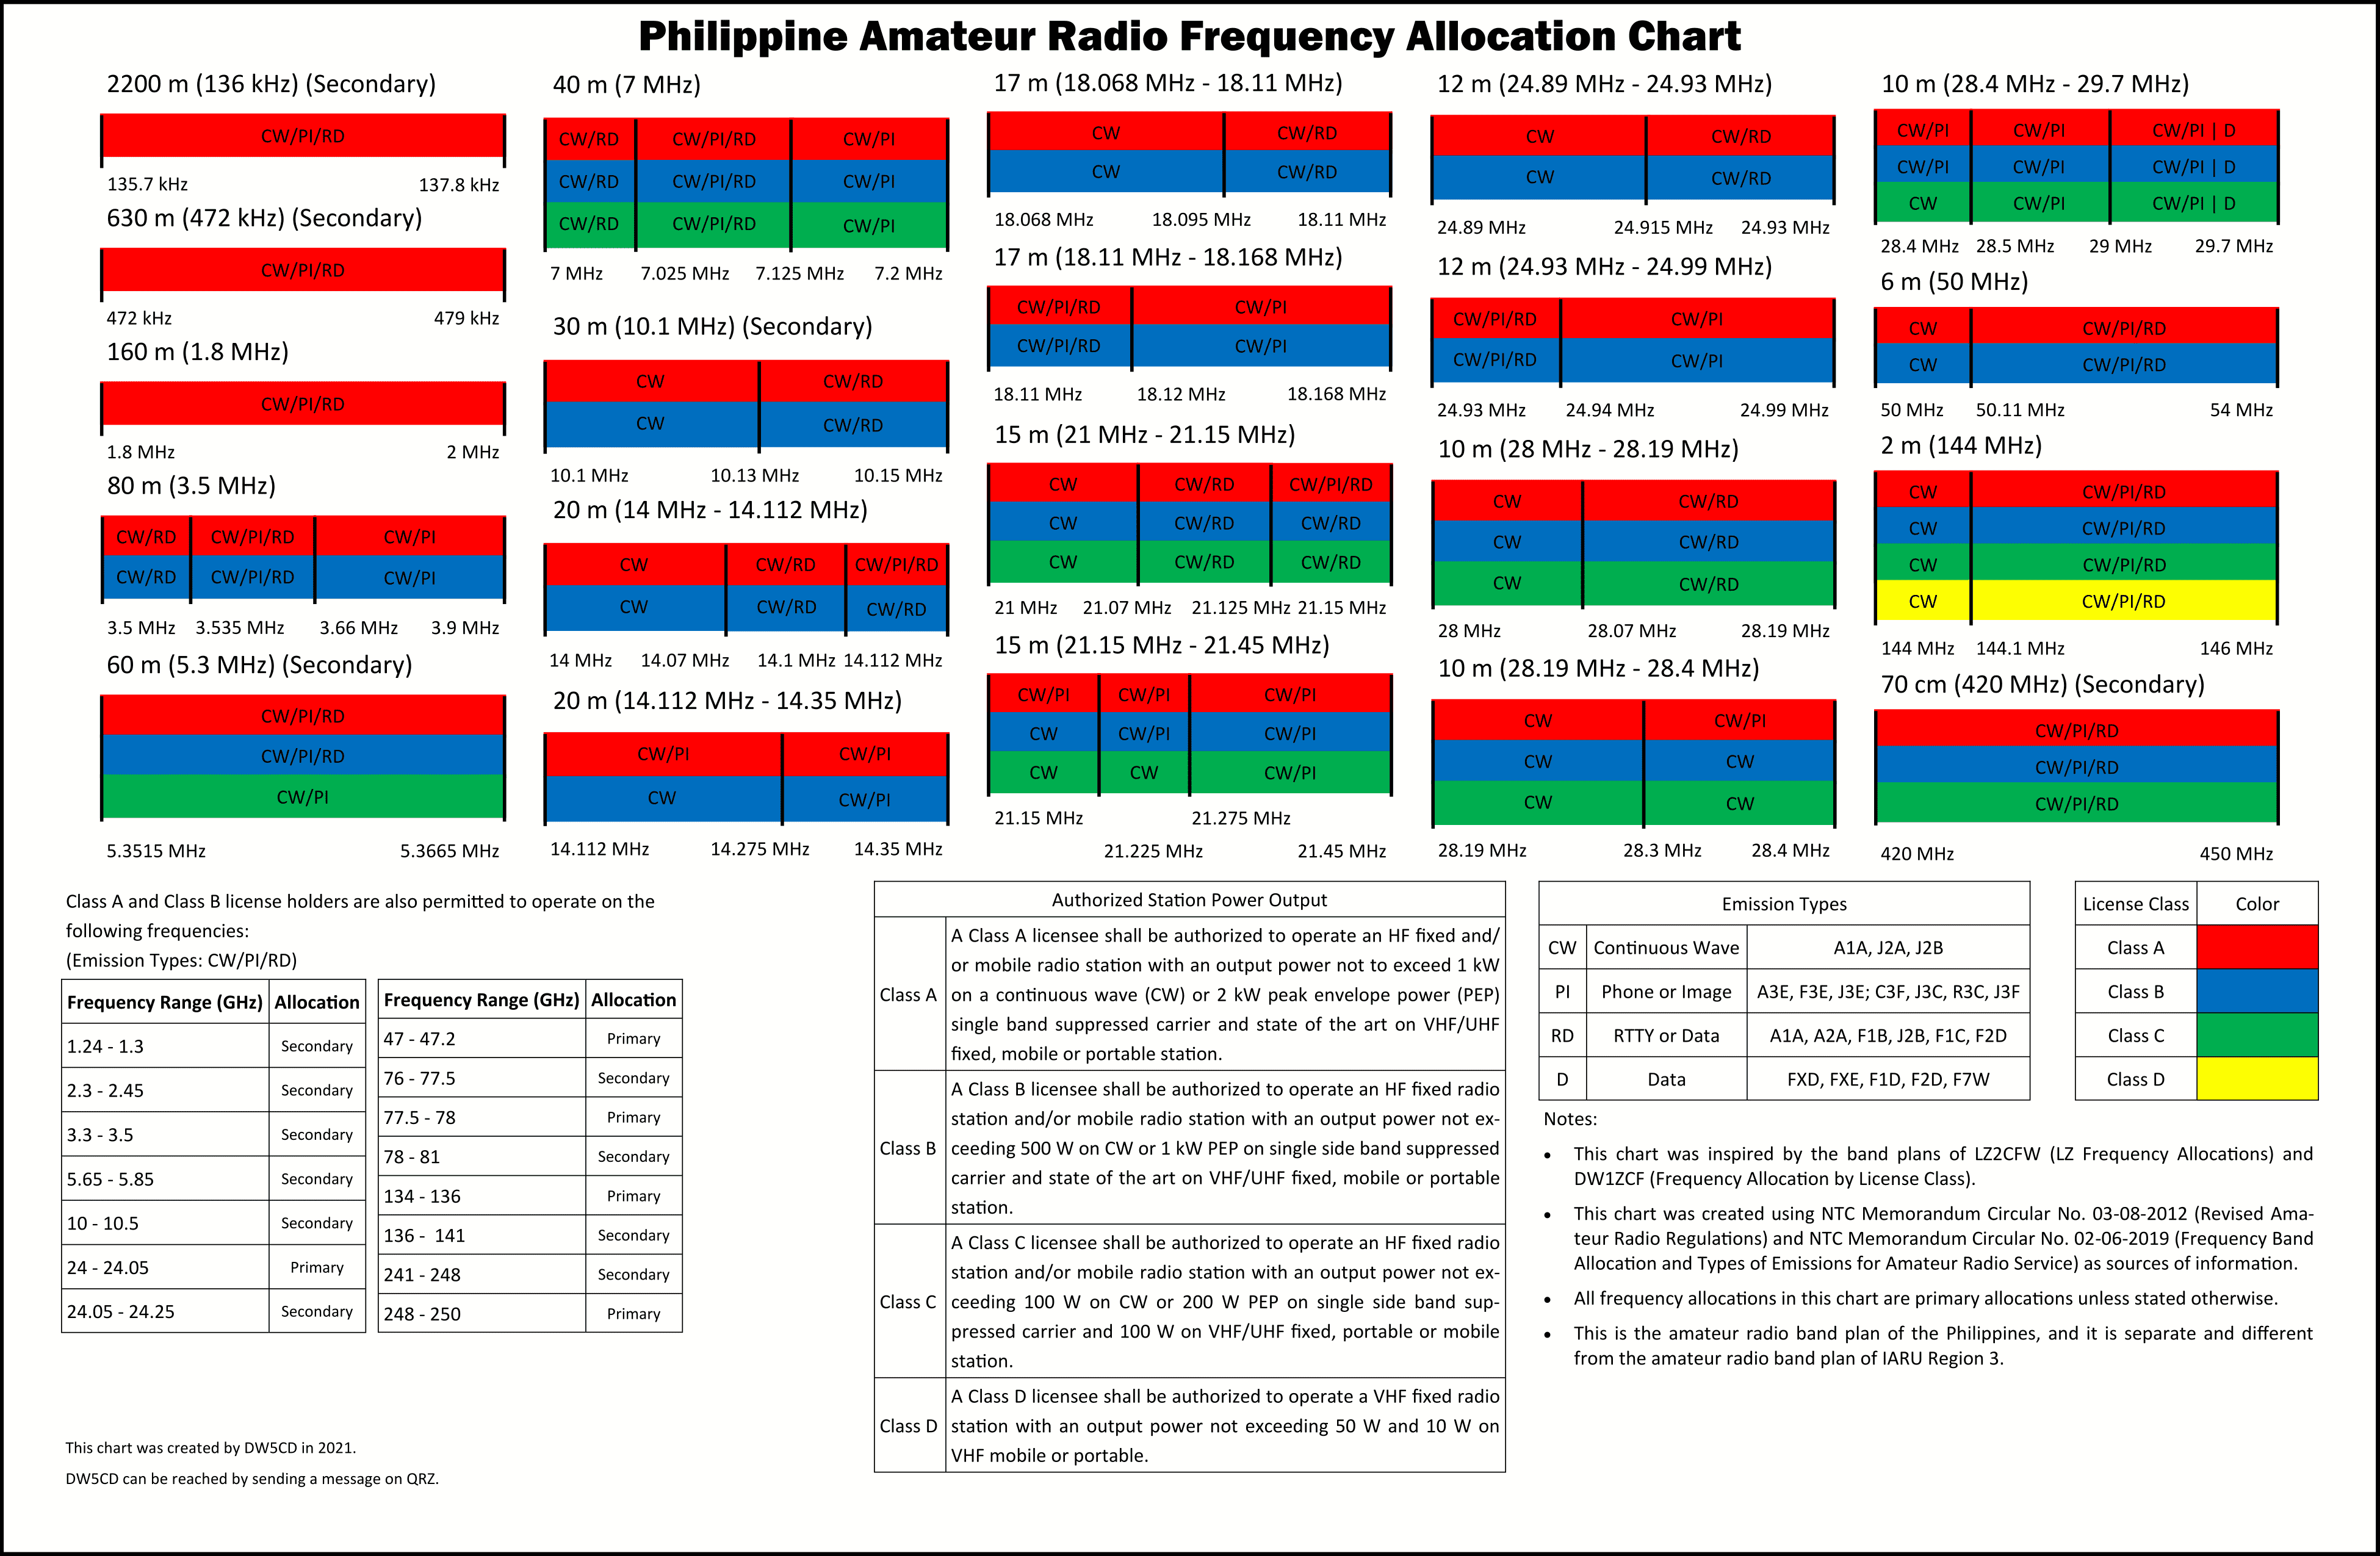 Philippine Amateur Radio Frequency Allocation Chart
2200 m (136 kHz) (Secondary)
CW/PI/RD
135.7 kHz 137.8 kHz
630 m (472 kHz) (Secondary)
CW/PI/RD
472 kHz 479 kHz
160 m (1.8 MHz)
CW/PI/RD
1.8 MHz 2 MHz
80 m (3.5 MHz)
CW/RD CW/PI/RD CW/PI
CW/RD CW/PI/RD CW/PI
3.5 MHz 3.535 MHz 3.66 MHz 3.9 MHz
60 m (5.3 MHz) (Secondary)
CW/PI/RD
CW/PI/RD
CW/PI
5.3515 MHz 5.3665 MHz
40 m (7 MHz)
CW/RD CW/PI/RD CW/PI
CW/RD CW/PI/RD CW/PI
CW/RD CW/PI/RD CW/PI
7 MHz 7.025 MHz 7.125 MHz 7.2 MHz
30 m (10.1 MHz) (Secondary)
CW CW/RD
CW CW/RD
10.1 MHz 10.13 MHz 10.15 MHz
20 m (14 MHz - 14.112 MHz)
CW CW/RD CW/PI/RD
CW CW/RD CW/RD
14 MHz 14.07 MHz 14.1 MHz 14.112 MHz
20 m (14.112 MHz - 14.35 MHz)
CW/PI CW/PI
CW CW/PI
14.112 MHz 14.275 MHz 14.35 MHz
17 m (18.068 MHz - 18.11 MHz)
CW CW/RD
CW CW/RD
18.068 MHz 18.095 MHz 18.11 MHz
17 m (18.11 MHz - 18.168 MHz)
CW/PI/RD CW/PI
CW/PI/RD CW/PI
18.11 MHz 18.12 MHz 18.168 MHz
15 m (21 MHz - 21.15 MHz)
CW CW/RD CW/PI/RD
CW CW/RD CW/RD
CW CW/RD CW/RD
21 MHz 21.07 MHz 21.125 MHz 21.15 MHz
15 m (21.15 MHz - 21.45 MHz)
CW/PI CW/PI CW/PI
CW CW/PI CW/PI
CW CW CW/PI
21.15 MHz 21.275 MHz
21.225 MHz 21.45 MHz
12 m (24.89 MHz - 24.93 MHz)
CW CW/RD
CW CW/RD
24.89 MHz 24.915 MHz 24.93 MHz
12 m (24.93 MHz - 24.99 MHz)
CW/PI/RD CW/PI
CW/PI/RD CW/PI
24.93 MHz 24.94 MHz 24.99 MHz
10 m (28 MHz - 28.19 MHz)
CW CW/RD
CW CW/RD
CW CW/RD
28 MHz 28.07 MHz 28.19 MHz
10 m (28.19 MHz - 28.4 MHz)
CW CW/PI
CW CW
CW CW
28.19 MHz 28.3 MHz 28.4 MHz
10 m (28.4 MHz - 29.7 MHz)
CW/PI CW/PI CW/PI | D
CW/PI CW/PI CW/PI | D
CW CW/PI CW/PI | D
28.4 MHz 28.5 MHz 29 MHz 29.7 MHz
6 m (50 MHz)
CW CW/PI/RD
CW CW/PI/RD
50 MHz 50.11 MHz 54 MHz
2 m (144 MHz)
CW CW/PI/RD
CW CW/PI/RD
CW CW/PI/RD
CW CW/PI/RD
144 MHz 144.1 MHz 146 MHz
70 cm (420 MHz) (Secondary)
CW/PI/RD
CW/PI/RD
CW/PI/RD
420 MHz 450 MHz
Class A and Class B license holders are also permitted to operate on the
following frequencies:
(Emission Types: CW/PI/RD)
Frequency Range (GHz) Allocation
1.24 - 1.3 Secondary
2.3 - 2.45 Secondary
3.3 - 3.5 Secondary
5.65 - 5.85 Secondary
10 - 10.5 Secondary
24 - 24.05 Primary
24.05 - 24.25 Secondary
Frequency Range (GHz) Allocation
47 - 47.2 Primary
76 - 77.5 Secondary
77.5 - 78 Primary
78 - 81 Secondary
134 - 136 Primary
136 - 141 Secondary
241 - 248 Secondary
248 - 250 Primary
This chart was created by DW5CD in 2021.
DW5CD can be reached by sending a message on QRZ.
Authorized Station Power Output
Class A
A Class A licensee shall be authorized to operate an HF fixed and/
or mobile radio station with an output power not to exceed 1 kW
on a continuous wave (CW) or 2 kW peak envelope power (PEP)
single band suppressed carrier and state of the art on VHF/UHF
fixed, mobile or portable station.
Class B
A Class B licensee shall be authorized to operate an HF fixed radio
station and/or mobile radio station with an output power not ex-
ceeding 500 W on CW or 1 kW PEP on single side band suppressed
carrier and state of the art on VHF/UHF fixed, mobile or portable
station.
Class C
A Class C licensee shall be authorized to operate an HF fixed radio
station and/or mobile radio station with an output power not ex-
ceeding 100 W on CW or 200 W PEP on single side band sup-
pressed carrier and 100 W on VHF/UHF fixed, portable or mobile
station.
Class D
A Class D licensee shall be authorized to operate a VHF fixed radio
station with an output power not exceeding 50 W and 10 W on
VHF mobile or portable.
Emission Types
CW Continuous Wave A1A, J2A, J2B
PI Phone or Image A3E, F3E, J3E; C3F, J3C, R3C, J3F
RD RTTY or Data A1A, A2A, F1B, J2B, F1C, F2D
D Data FXD, FXE, F1D, F2D, F7W
License Class Color
Class A
Class B
Class C
Class D
Notes:
• This chart was inspired by the band plans of LZ2CFW (LZ Frequency Allocations) and
DW1ZCF (Frequency Allocation by License Class).
• This chart was created using NTC Memorandum Circular No. 03-08-2012 (Revised Ama-
teur Radio Regulations) and NTC Memorandum Circular No. 02-06-2019 (Frequency Band
Allocation and Types of Emissions for Amateur Radio Service) as sources of information.
• All frequency allocations in this chart are primary allocations unless stated otherwise.
• This is the amateur radio band plan of the Philippines, and it is separate and different
from the amateur radio band plan of IARU Region 3.